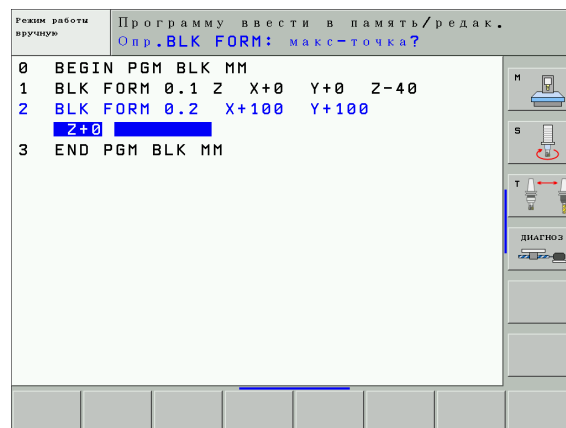 Режим работы
вручную
Программу ввести в память/редак.
Опр.BLK FORM: макс-точка?
0 BEGIN PGM BLK MM
1 BLK FORM 0.1 Z X+0 Y+0 Z-40
2 BLK FORM 0.2 X+100 Y+100
Z+0
3 END PGM BLK MM
M
S
T
ДИАГНОЗ